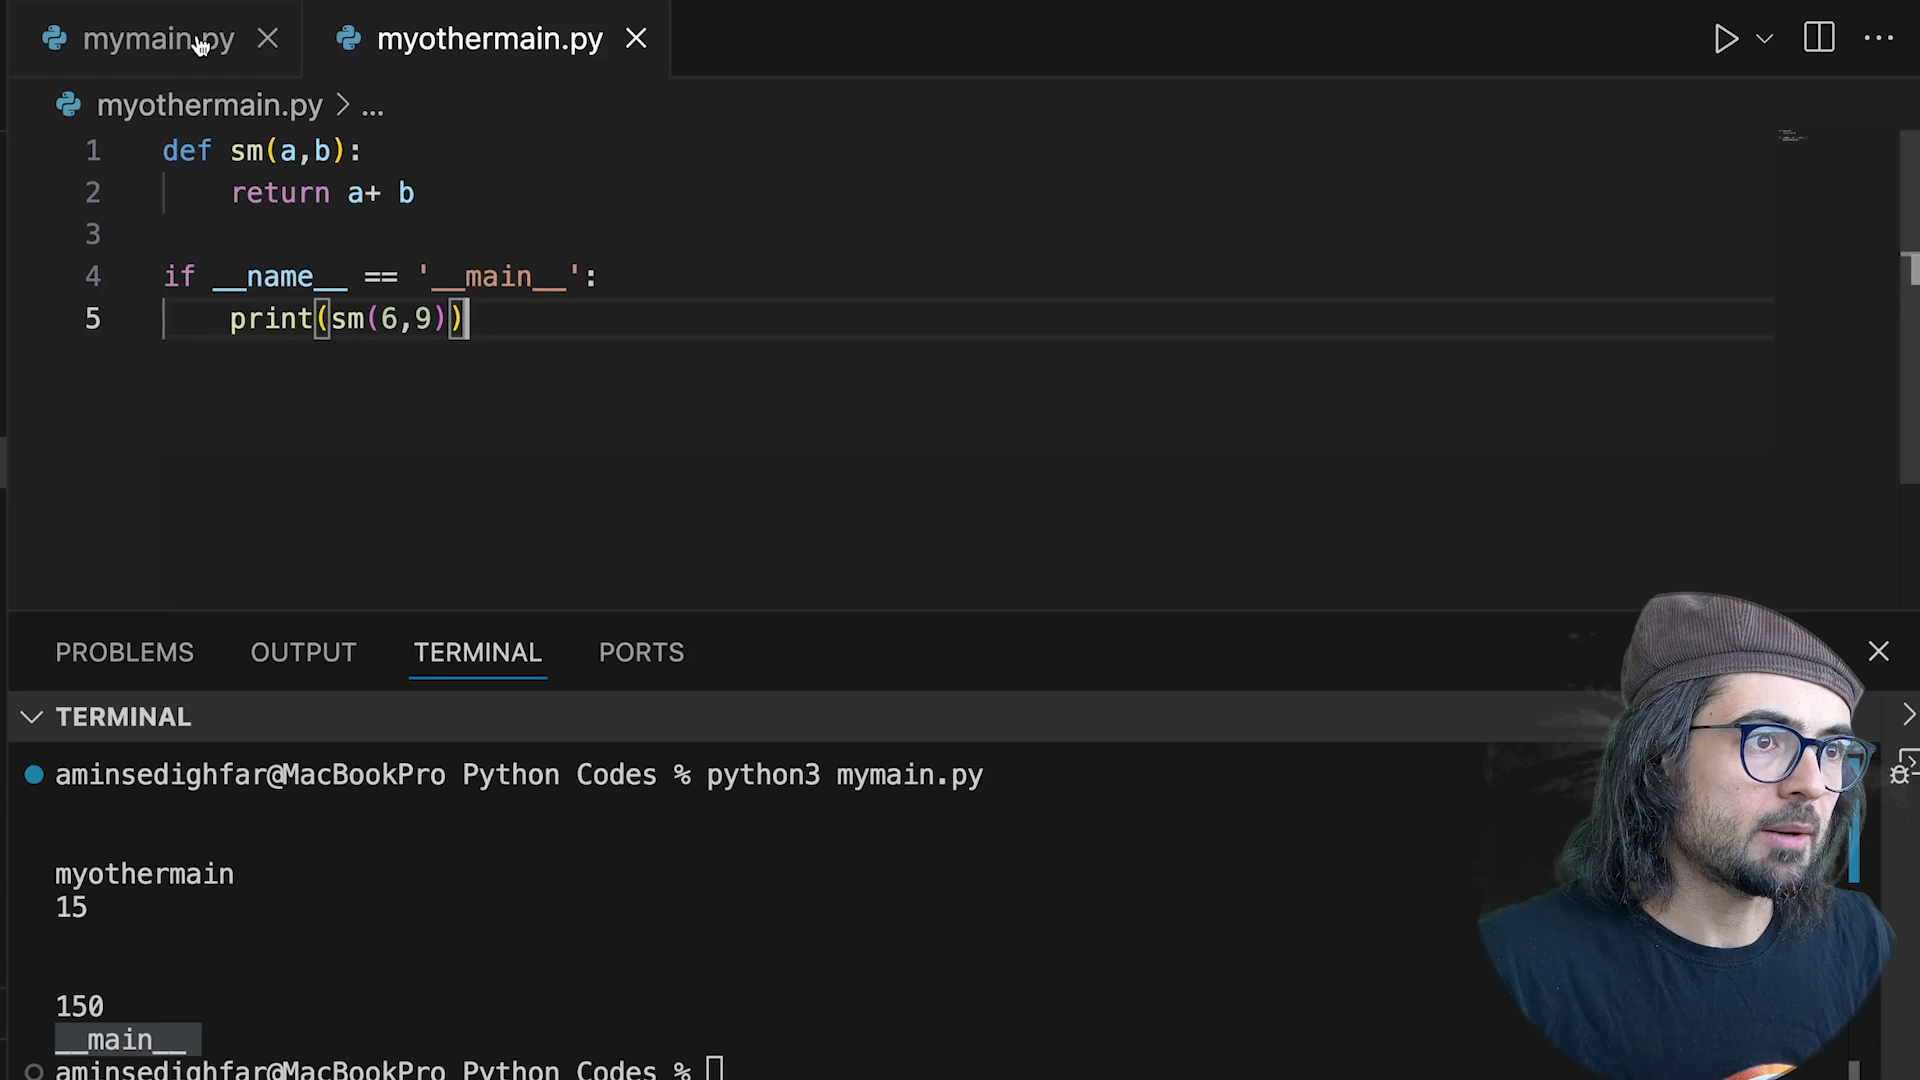 mymain.py
myothermain.py
myothermain.py > ...
1 def sm(a,b):
2 return a+ b
3
4 if __name__ == '__main__':
5 print(sm(6,9))
PROBLEMS OUTPUT TERMINAL PORTS
TERMINAL
aminsedighfar@MacBookPro Python Codes % python3 mymain.py
myothermain
15
150
__main__
aminsedighfar@MacBookPro Python Codes %